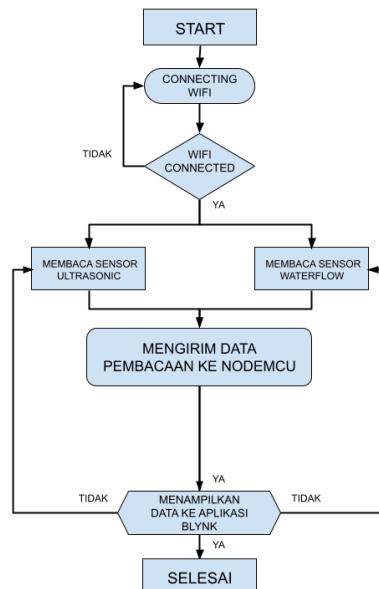 START
CONNECTING
WIFI
TIDAK
WIFI
CONNECTED
YA
MEMBACA SENSOR
ULTRASONIC
MEMBACA SENSOR
WATERFLOW
MENGIRIM DATA
PEMBACAAN KE NODEMCU
YA
TIDAK
MENAMPILKAN
DATA KE APLIKASI
BLYNK
TIDAK
YA
SELESAI